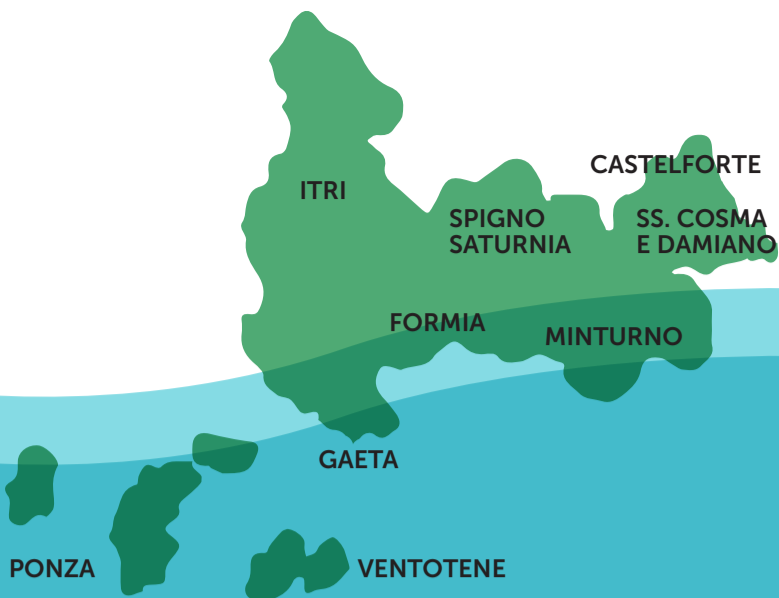 CASTELFORTE
ITRI
SPIGNO
SATURNIA
SS. COSMA
E DAMIANO
FORMIA
MINTURNO
GAETA
PONZA
VENTOTENE